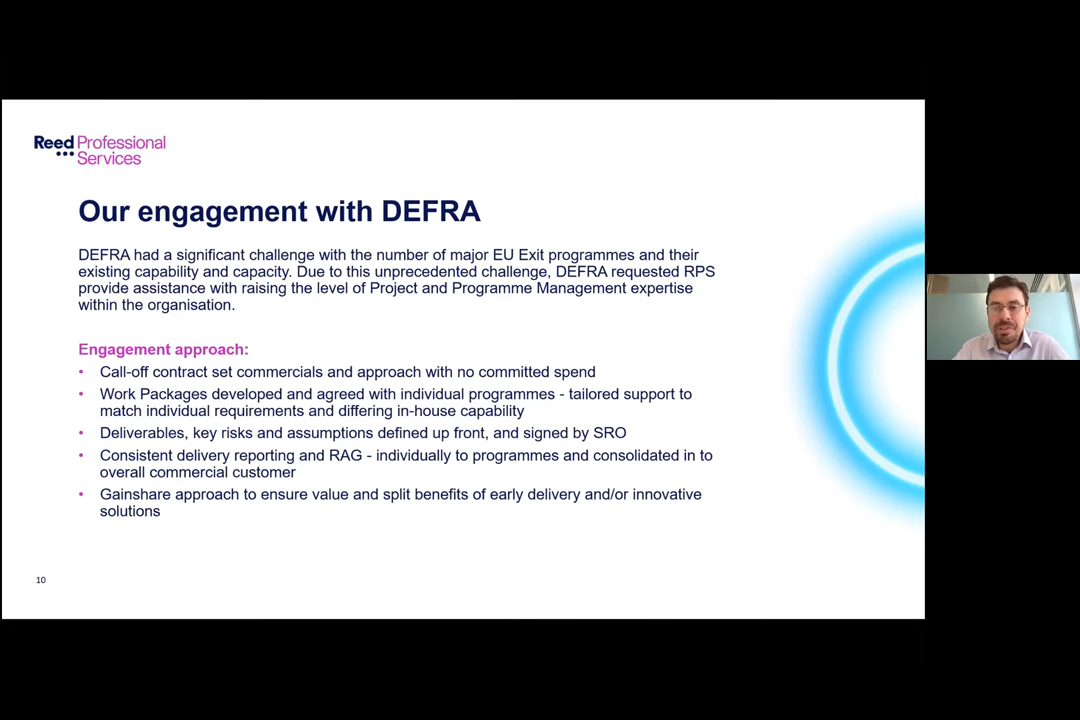 Reed Professional
Services
Our engagement with DEFRA
DEFRA had a significant challenge with the number of major EU Exit programmes and their
existing capability and capacity. Due to this unprecedented challenge, DEFRA requested RPS
provide assistance with raising the level of Project and Programme Management expertise
within the organisation.
Engagement approach:
• Call-off contract set commercials and approach with no committed spend
• Work Packages developed and agreed with individual programmes - tailored support to
match individual requirements and differing in-house capability
• Deliverables, key risks and assumptions defined up front, and signed by SRO
• Consistent delivery reporting and RAG - individually to programmes and consolidated in to
overall commercial customer
• Gainshare approach to ensure value and split benefits of early delivery and/or innovative
solutions
10